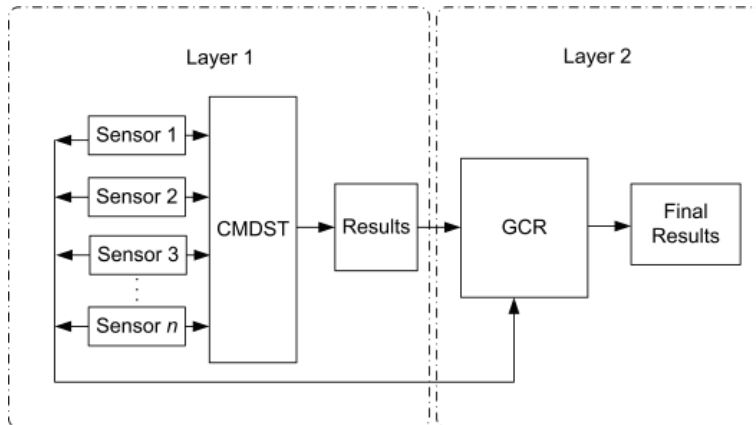 Layer 1
Layer 2
Sensor 1
Sensor 2
Sensor 3
Sensor n
CMDST
Results
GCR
Final
Results